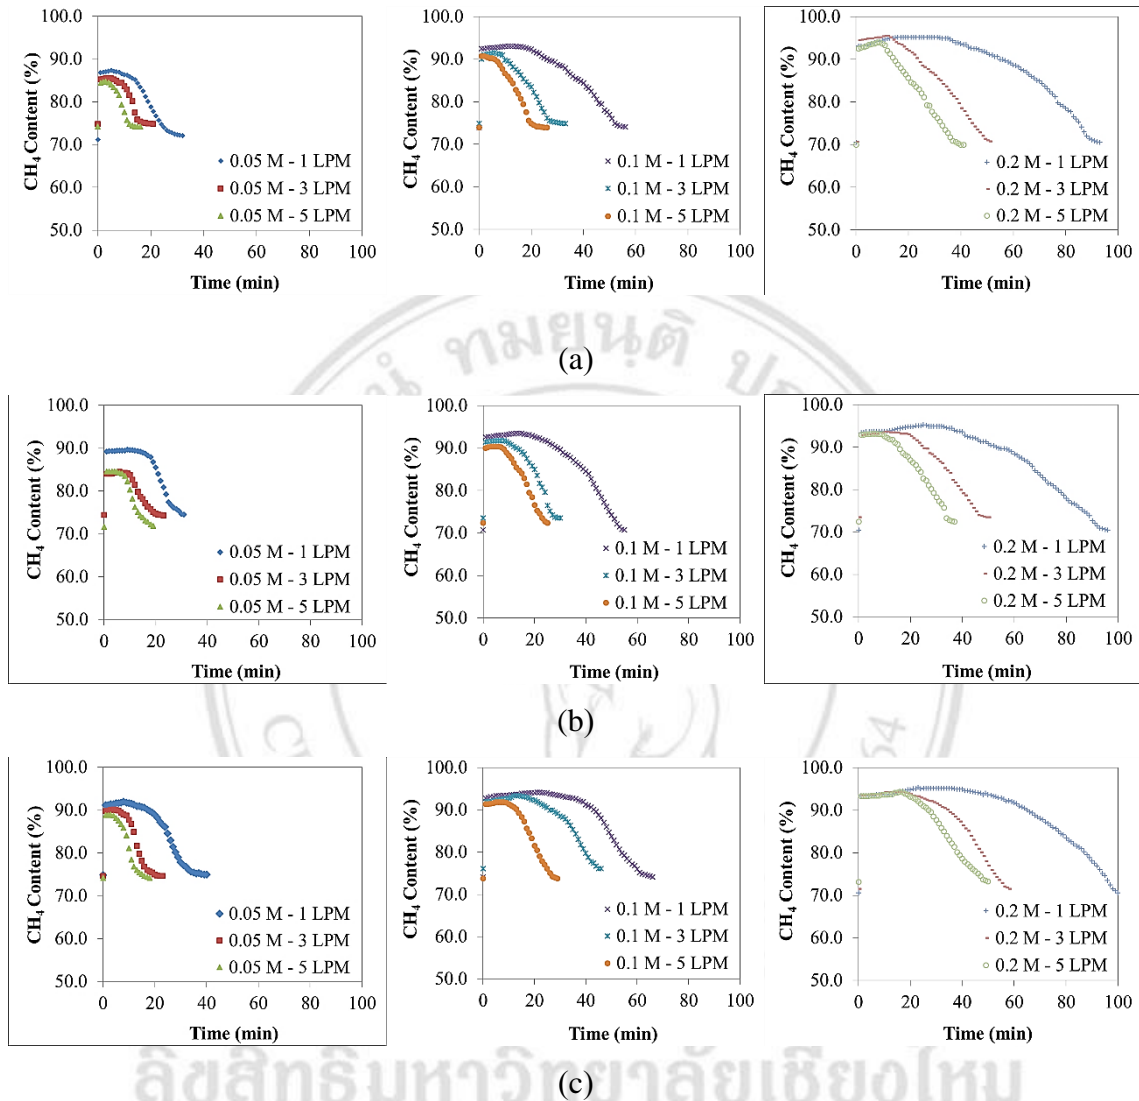 100.0
90.0
80.0
70.0
60.0
50.0
CH₄ Content (%)
0 20 40 60 80 100
Time (min)
0.05 M - 1 LPM
0.05 M - 3 LPM
0.05 M - 5 LPM
100.0
90.0
80.0
70.0
60.0
50.0
CH₄ Content (%)
0 20 40 60 80 100
Time (min)
0.1 M - 1 LPM
0.1 M - 3 LPM
0.1 M - 5 LPM
100.0
90.0
80.0
70.0
60.0
50.0
CH₄ Content (%)
0 20 40 60 80 100
Time (min)
0.2 M - 1 LPM
0.2 M - 3 LPM
0.2 M - 5 LPM
ทมยนฺติ
(a)
100.0
90.0
80.0
70.0
60.0
50.0
CH₄ Content (%)
0 20 40 60 80 100
Time (min)
0.05 M - 1 LPM
0.05 M - 3 LPM
0.05 M - 5 LPM
100.0
90.0
80.0
70.0
60.0
50.0
CH₄ Content (%)
0 20 40 60 80 100
Time (min)
0.1 M - 1 LPM
0.1 M - 3 LPM
0.1 M - 5 LPM
100.0
90.0
80.0
70.0
60.0
50.0
CH₄ Content (%)
0 20 40 60 80 100
Time (min)
0.2 M - 1 LPM
0.2 M - 3 LPM
0.2 M - 5 LPM
(b)
64
100.0
90.0
80.0
70.0
60.0
50.0
CH₄ Content (%)
0 20 40 60 80 100
Time (min)
0.05 M - 1 LPM
0.05 M - 3 LPM
0.05 M - 5 LPM
100.0
90.0
80.0
70.0
60.0
50.0
CH₄ Content (%)
0 20 40 60 80 100
Time (min)
0.1 M - 1 LPM
0.1 M - 3 LPM
0.1 M - 5 LPM
100.0
90.0
80.0
70.0
60.0
50.0
CH₄ Content (%)
0 20 40 60 80 100
Time (min)
0.2 M - 1 LPM
0.2 M - 3 LPM
0.2 M - 5 LPM
ลิขสิทธิ์มหาวิทยาลัยเชียงใหม่
(c)